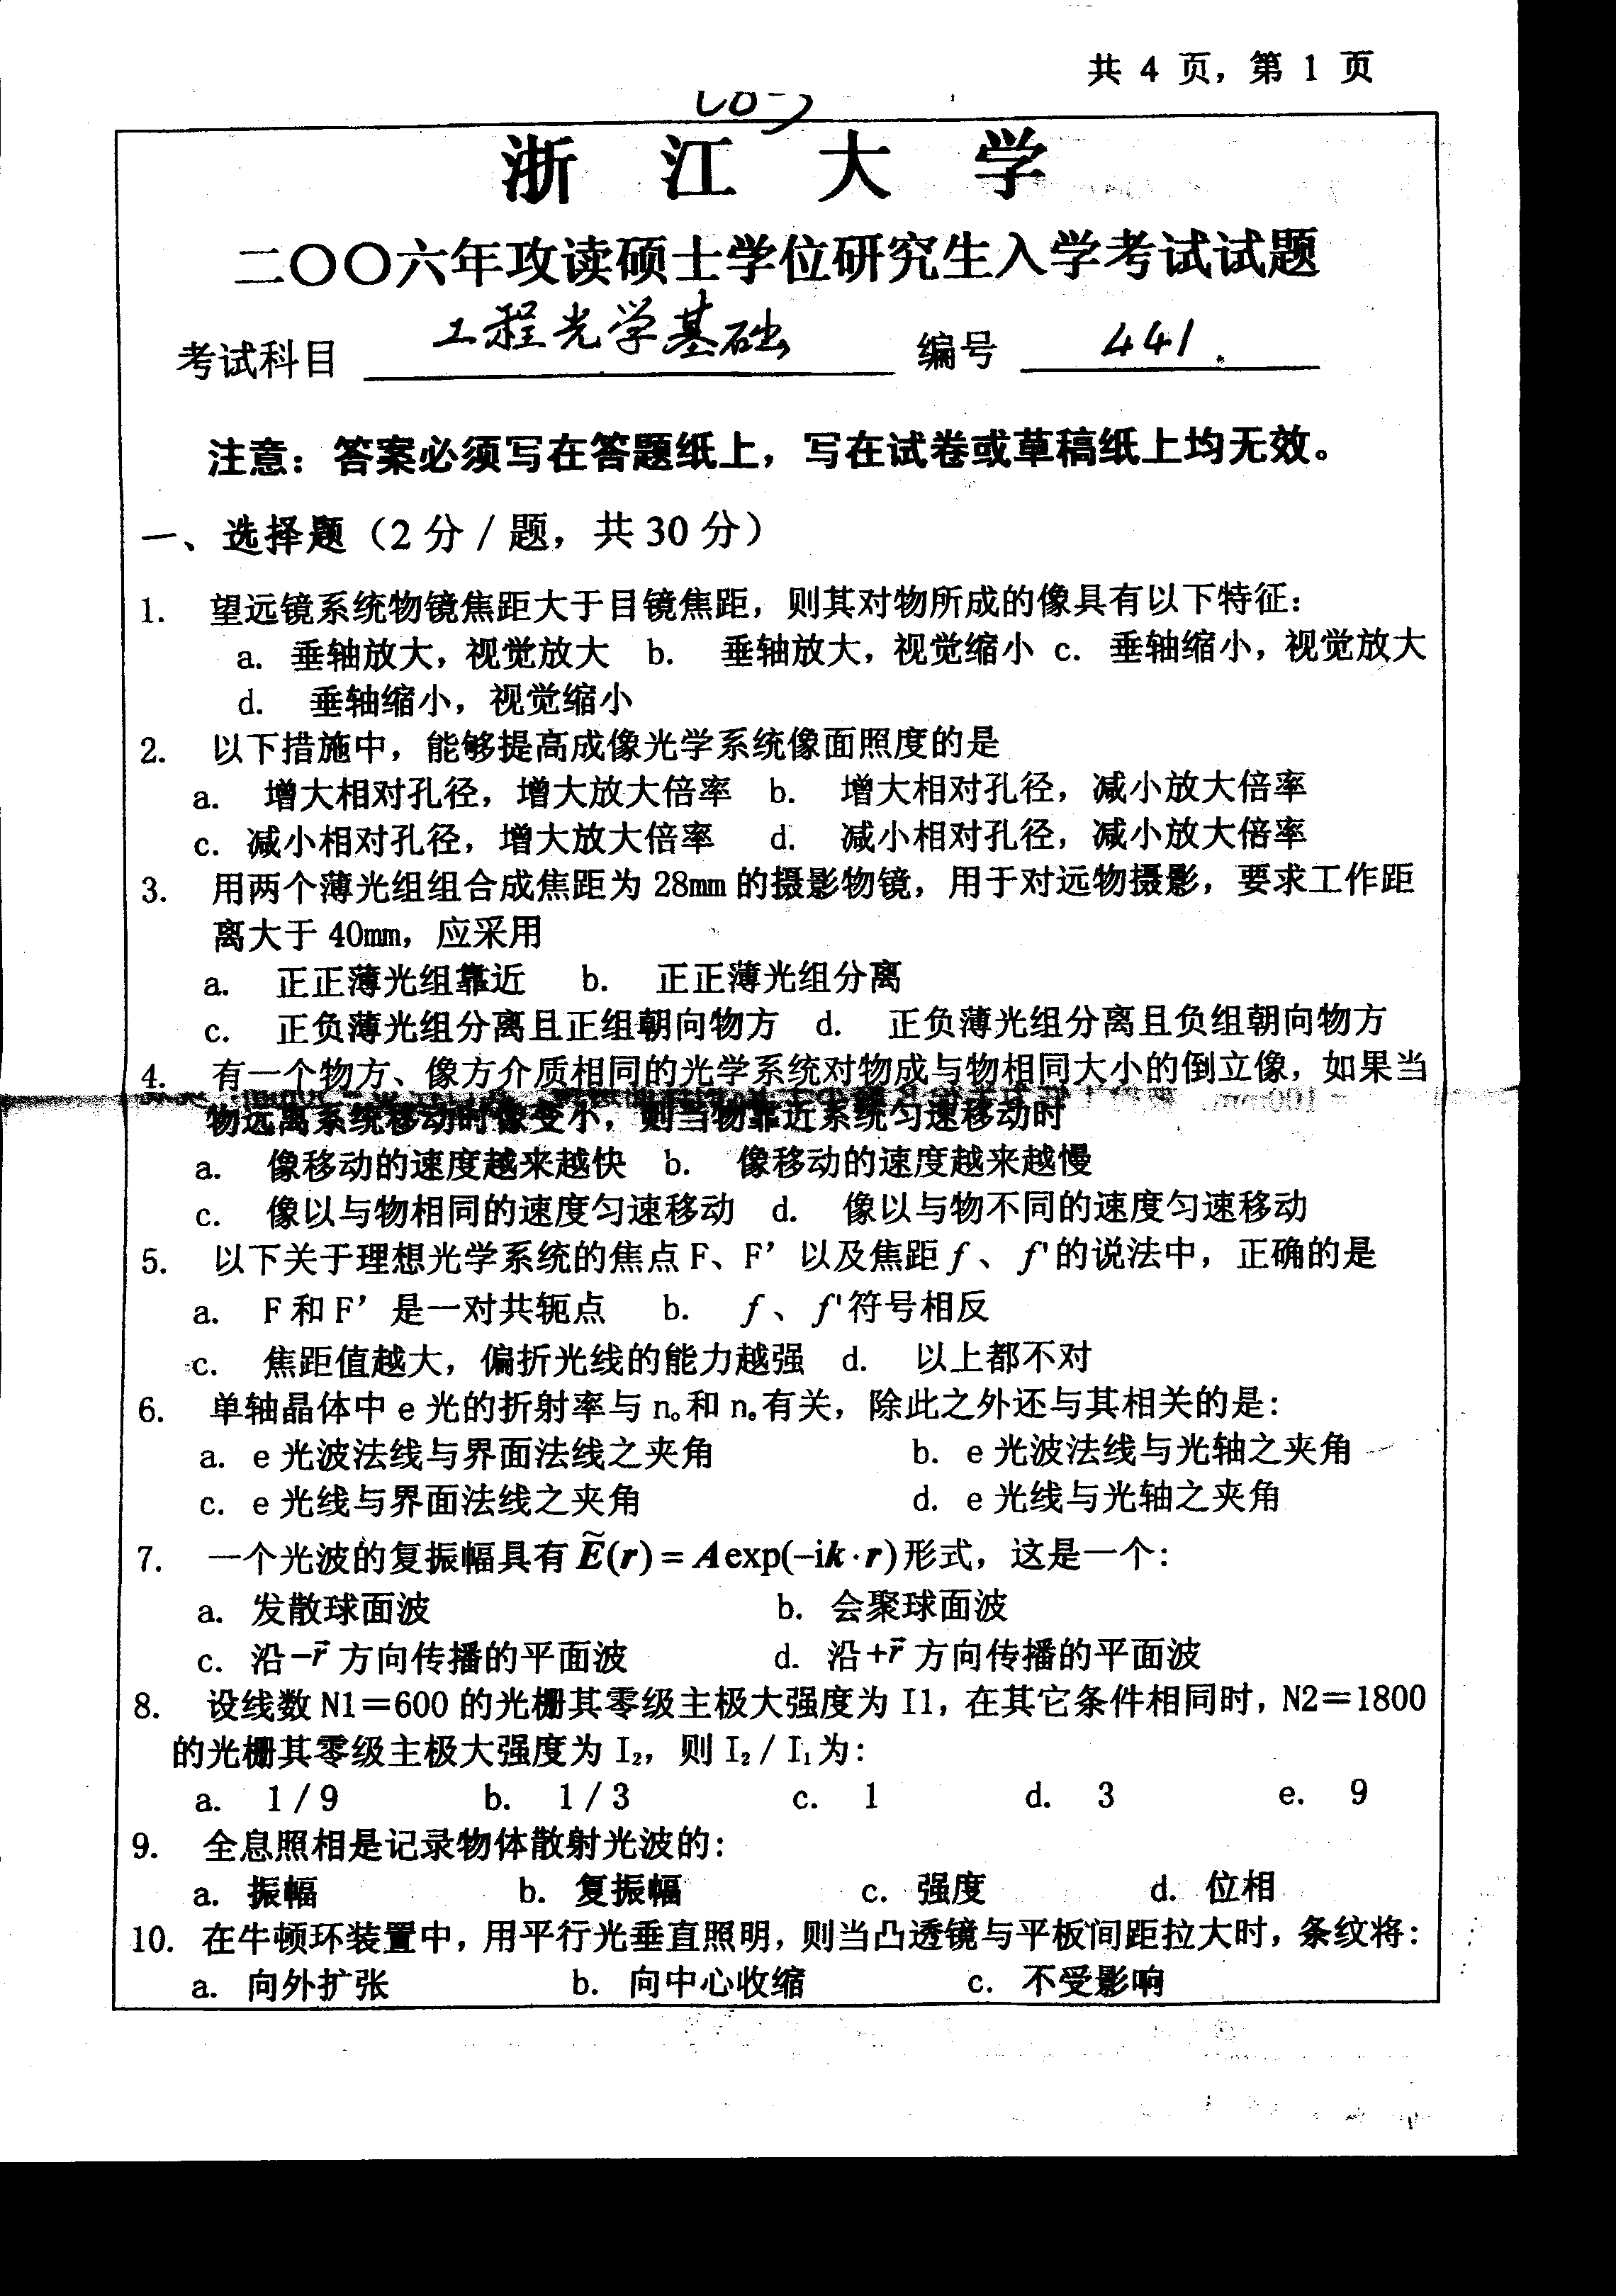 共 4 页，第 1 页
浙 江 大 学
二〇〇六年攻读硕士学位研究生入学考试试题
考试科目 工程光学基础 编号 441.
注意：答案必须写在答题纸上，写在试卷或草稿纸上均无效。
一、选择题（2 分 / 题，共 30 分）
1. 望远镜系统物镜焦距大于目镜焦距，则其对物所成的像具有以下特征：
a. 垂轴放大，视觉放大 b. 垂轴放大，视觉缩小 c. 垂轴缩小，视觉放大
d. 垂轴缩小，视觉缩小
2. 以下措施中，能够提高成像光学系统像面照度的是
a. 增大相对孔径，增大放大倍率 b. 增大相对孔径，减小放大倍率
c. 减小相对孔径，增大放大倍率 d. 减小相对孔径，减小放大倍率
3. 用两个薄光组组合成焦距为 28mm 的摄影物镜，用于对远物摄影，要求工作距
离大于 40mm，应采用
a. 正正薄光组靠近 b. 正正薄光组分离
c. 正负薄光组分离且正组朝向物方 d. 正负薄光组分离且负组朝向物方
4. 有一个物方、像方介质相同的光学系统对物成与物相同大小的倒立像，如果当
物远离系统移动时像变小，则当物靠近系统匀速移动时
a. 像移动的速度越来越快 b. 像移动的速度越来越慢
c. 像以与物相同的速度匀速移动 d. 像以与物不同的速度匀速移动
5. 以下关于理想光学系统的焦点 F、F’ 以及焦距 f 、 f' 的说法中，正确的是
a. F 和 F’ 是一对共轭点 b. f 、 f' 符号相反
c. 焦距值越大，偏折光线的能力越强 d. 以上都不对
6. 单轴晶体中 e 光的折射率与 nₒ和 nₑ有关，除此之外还与其相关的是：
a. e 光波法线与界面法线之夹角 b. e 光波法线与光轴之夹角
c. e 光线与界面法线之夹角 d. e 光线与光轴之夹角
7. 一个光波的复振幅具有 Ẽ(r) = A exp(−ik·r) 形式，这是一个：
a. 发散球面波 b. 会聚球面波
c. 沿−r⃗ 方向传播的平面波 d. 沿+r⃗ 方向传播的平面波
8. 设线数 N1＝600 的光栅其零级主极大强度为 I1，在其它条件相同时，N2＝1800
的光栅其零级主极大强度为 I₂，则 I₂ / I₁为：
a. 1 / 9 b. 1 / 3 c. 1 d. 3 e. 9
9. 全息照相是记录物体散射光波的：
a. 振幅 b. 复振幅 c. 强度 d. 位相
10. 在牛顿环装置中，用平行光垂直照明，则当凸透镜与平板间距拉大时，条纹将：
a. 向外扩张 b. 向中心收缩 c. 不受影响